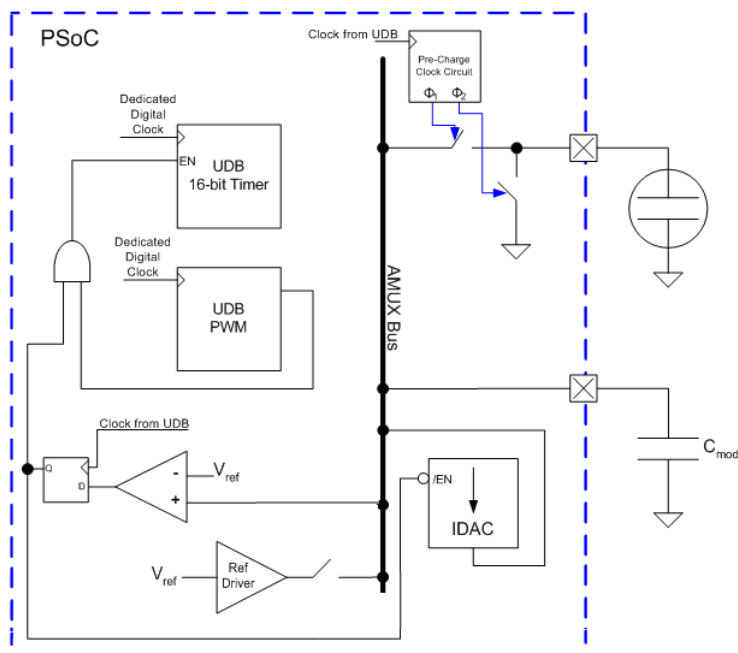 PSoC
Clock from UDB
Pre-Charge
Clock Circuit
Φ1 Φ2
Dedicated
Digital
Clock
EN
UDB
16-bit Timer
Dedicated
Digital
Clock
UDB
PWM
AMUX Bus
Clock from UDB
Q
D
-
+
Vref
/EN
IDAC
Cmod
Vref
Ref
Driver